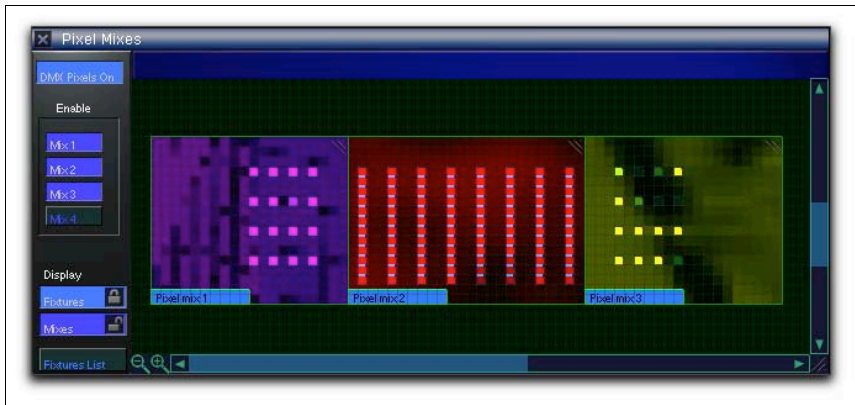 Pixel Mixes
DMX Pixels On
Enable
Mix 1
Mix 2
Mix 3
Mix 4
Display
Fixtures
Mixes
Fixtures List
Pixel mix 1
Pixel mix2
Pixel mix3